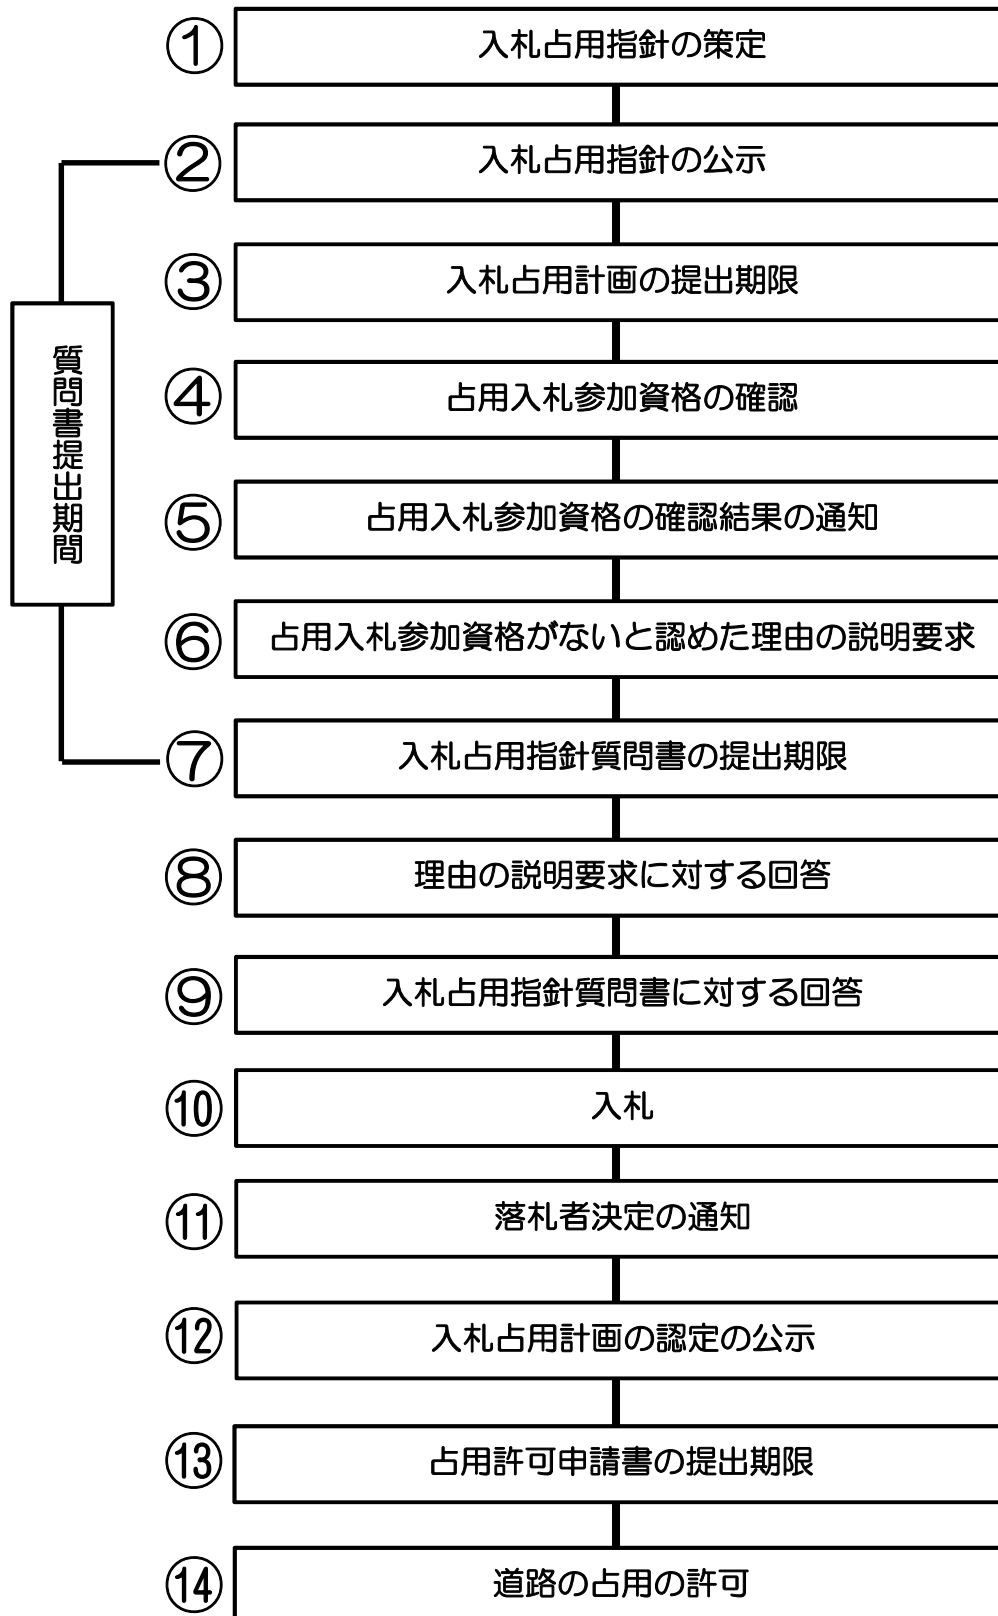 ① 入札占用指針の策定
② 入札占用指針の公示
③ 入札占用計画の提出期限
④ 占用入札参加資格の確認
⑤ 占用入札参加資格の確認結果の通知
⑥ 占用入札参加資格がないと認めた理由の説明要求
⑦ 入札占用指針質問書の提出期限
質問書提出期間
⑧ 理由の説明要求に対する回答
⑨ 入札占用指針質問書に対する回答
⑩ 入札
⑪ 落札者決定の通知
⑫ 入札占用計画の認定の公示
⑬ 占用許可申請書の提出期限
⑭ 道路の占用の許可